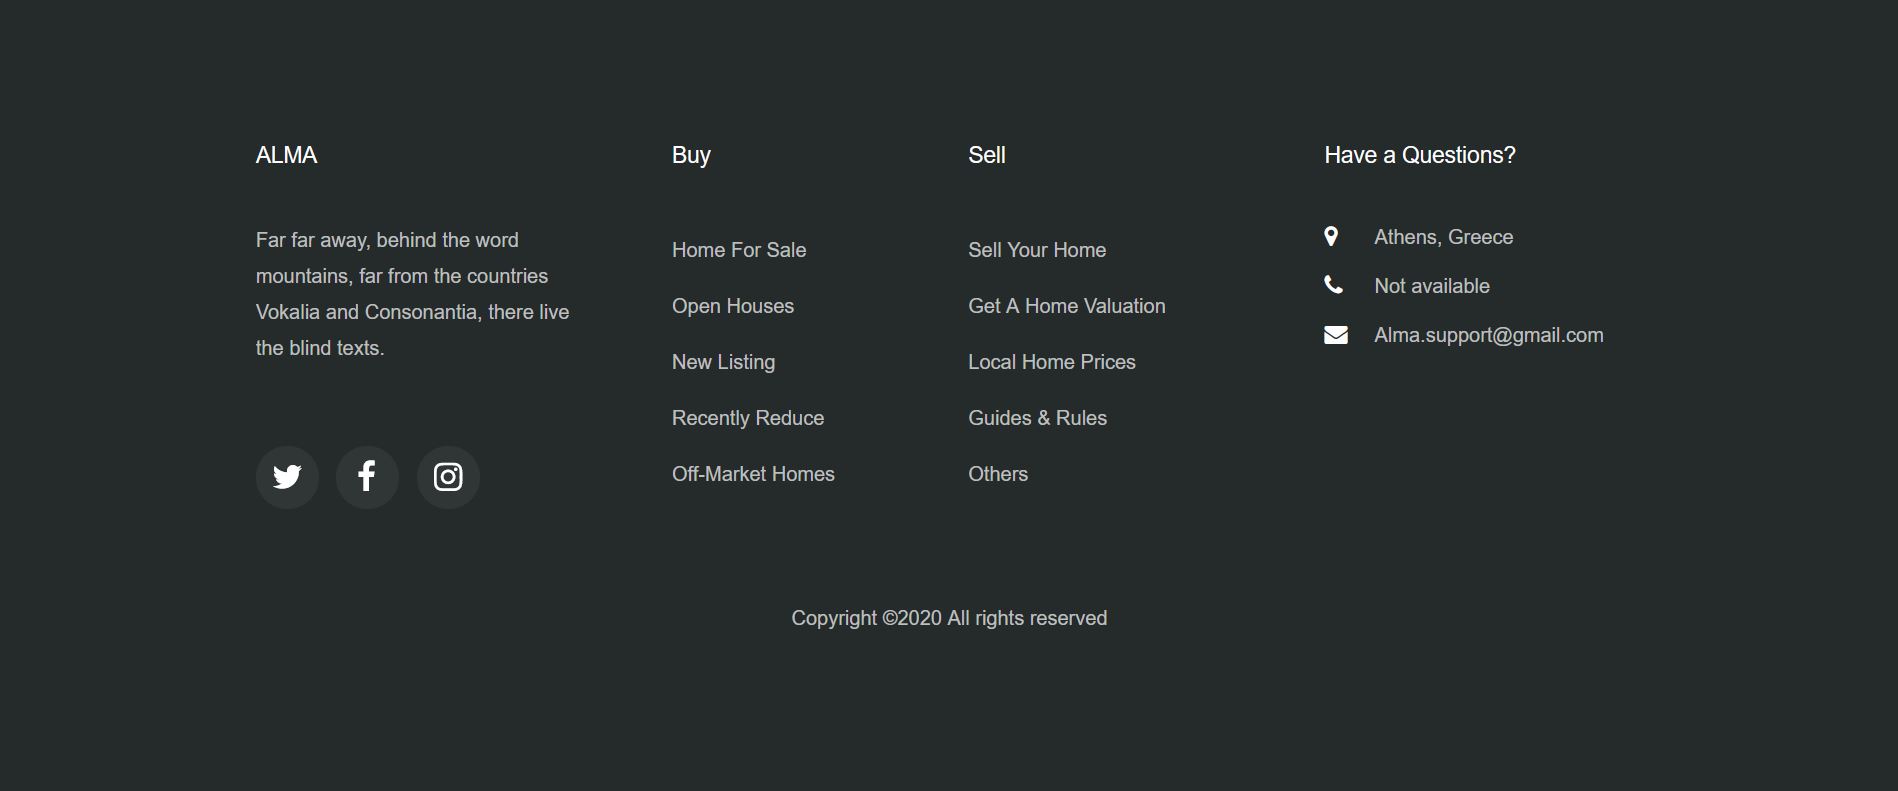 ALMA
Far far away, behind the word
mountains, far from the countries
Vokalia and Consonantia, there live
the blind texts.
Buy
Home For Sale
Open Houses
New Listing
Recently Reduce
Off-Market Homes
Sell
Sell Your Home
Get A Home Valuation
Local Home Prices
Guides & Rules
Others
Have a Questions?
Athens, Greece
Not available
Alma.support@gmail.com
Copyright ©2020 All rights reserved